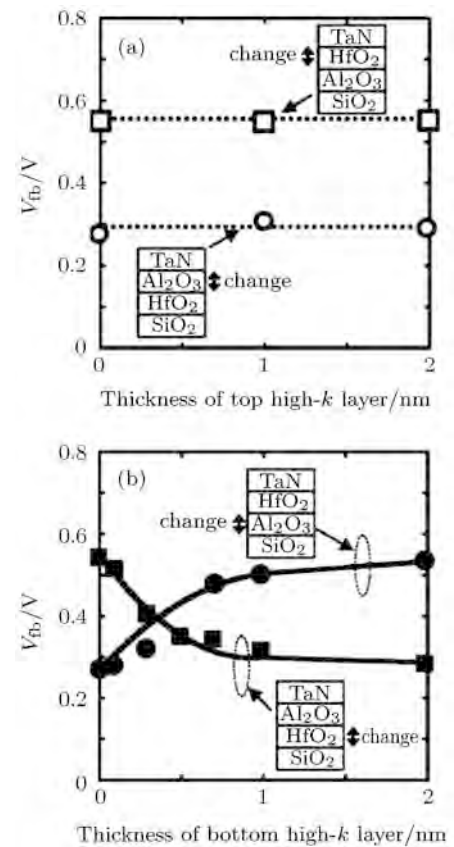 0.8
(a)
TaN
change HfO2
Al2O3
SiO2
0.6
Vfb/V
0.4
TaN
0.2
Al2O3 change
HfO2
SiO2
0
0 1 2
Thickness of top high-k layer/nm
0.8
(b)
TaN
HfO2
change Al2O3
SiO2
0.6
Vfb/V
0.4
0.2
TaN
Al2O3
HfO2 change
SiO2
0
0 1 2
Thickness of bottom high-k layer/nm